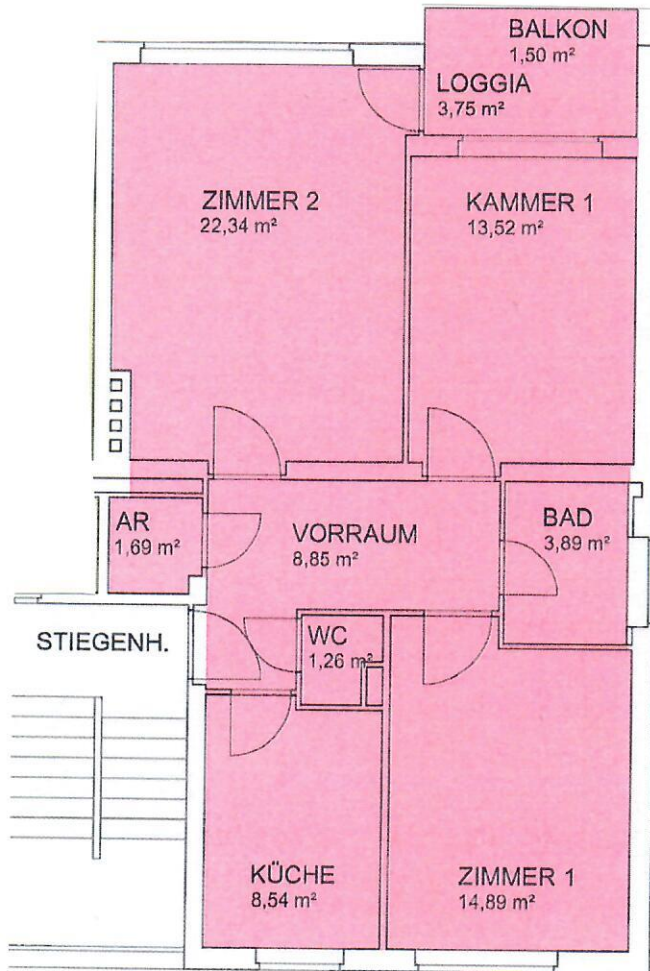 BALKON
1,50 m²
LOGGIA
3,75 m²
ZIMMER 2
22,34 m²
KAMMER 1
13,52 m²
AR
1,69 m²
VORRAUM
8,85 m²
BAD
3,89 m²
STIEGENH.
WC
1,26 m²
KÜCHE
8,54 m²
ZIMMER 1
14,89 m²